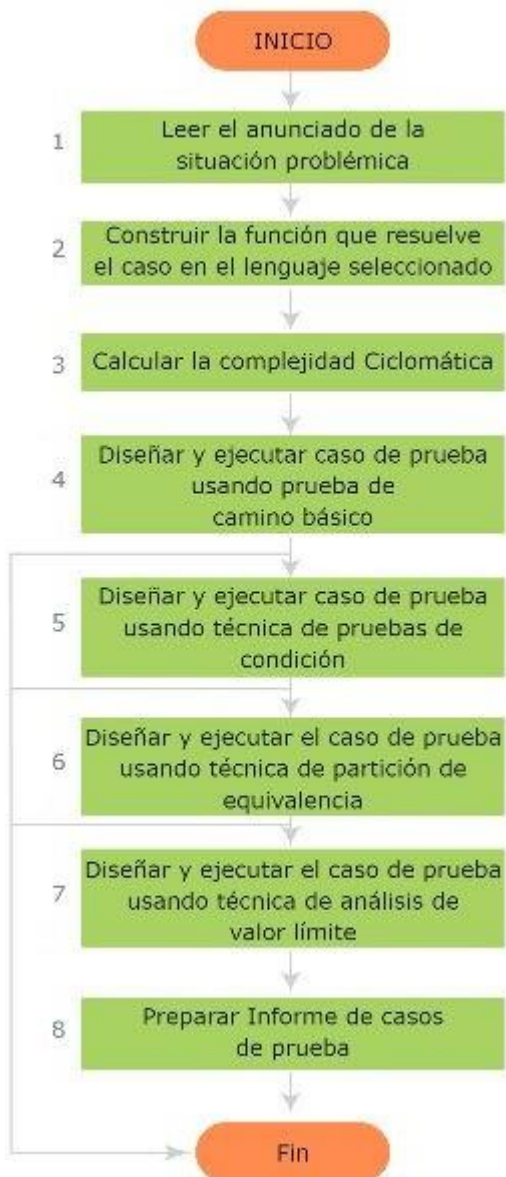 INICIO
1
Leer el anunciado de la
situación problémica
2
Construir la función que resuelve
el caso en el lenguaje seleccionado
3
Calcular la complejidad Ciclomática
4
Diseñar y ejecutar caso de prueba
usando prueba de
camino básico
5
Diseñar y ejecutar caso de prueba
usando técnica de pruebas de
condición
6
Diseñar y ejecutar el caso de prueba
usando técnica de partición de
equivalencia
7
Diseñar y ejecutar el caso de prueba
usando técnica de análisis de
valor límite
8
Preparar Informe de casos
de prueba
Fin